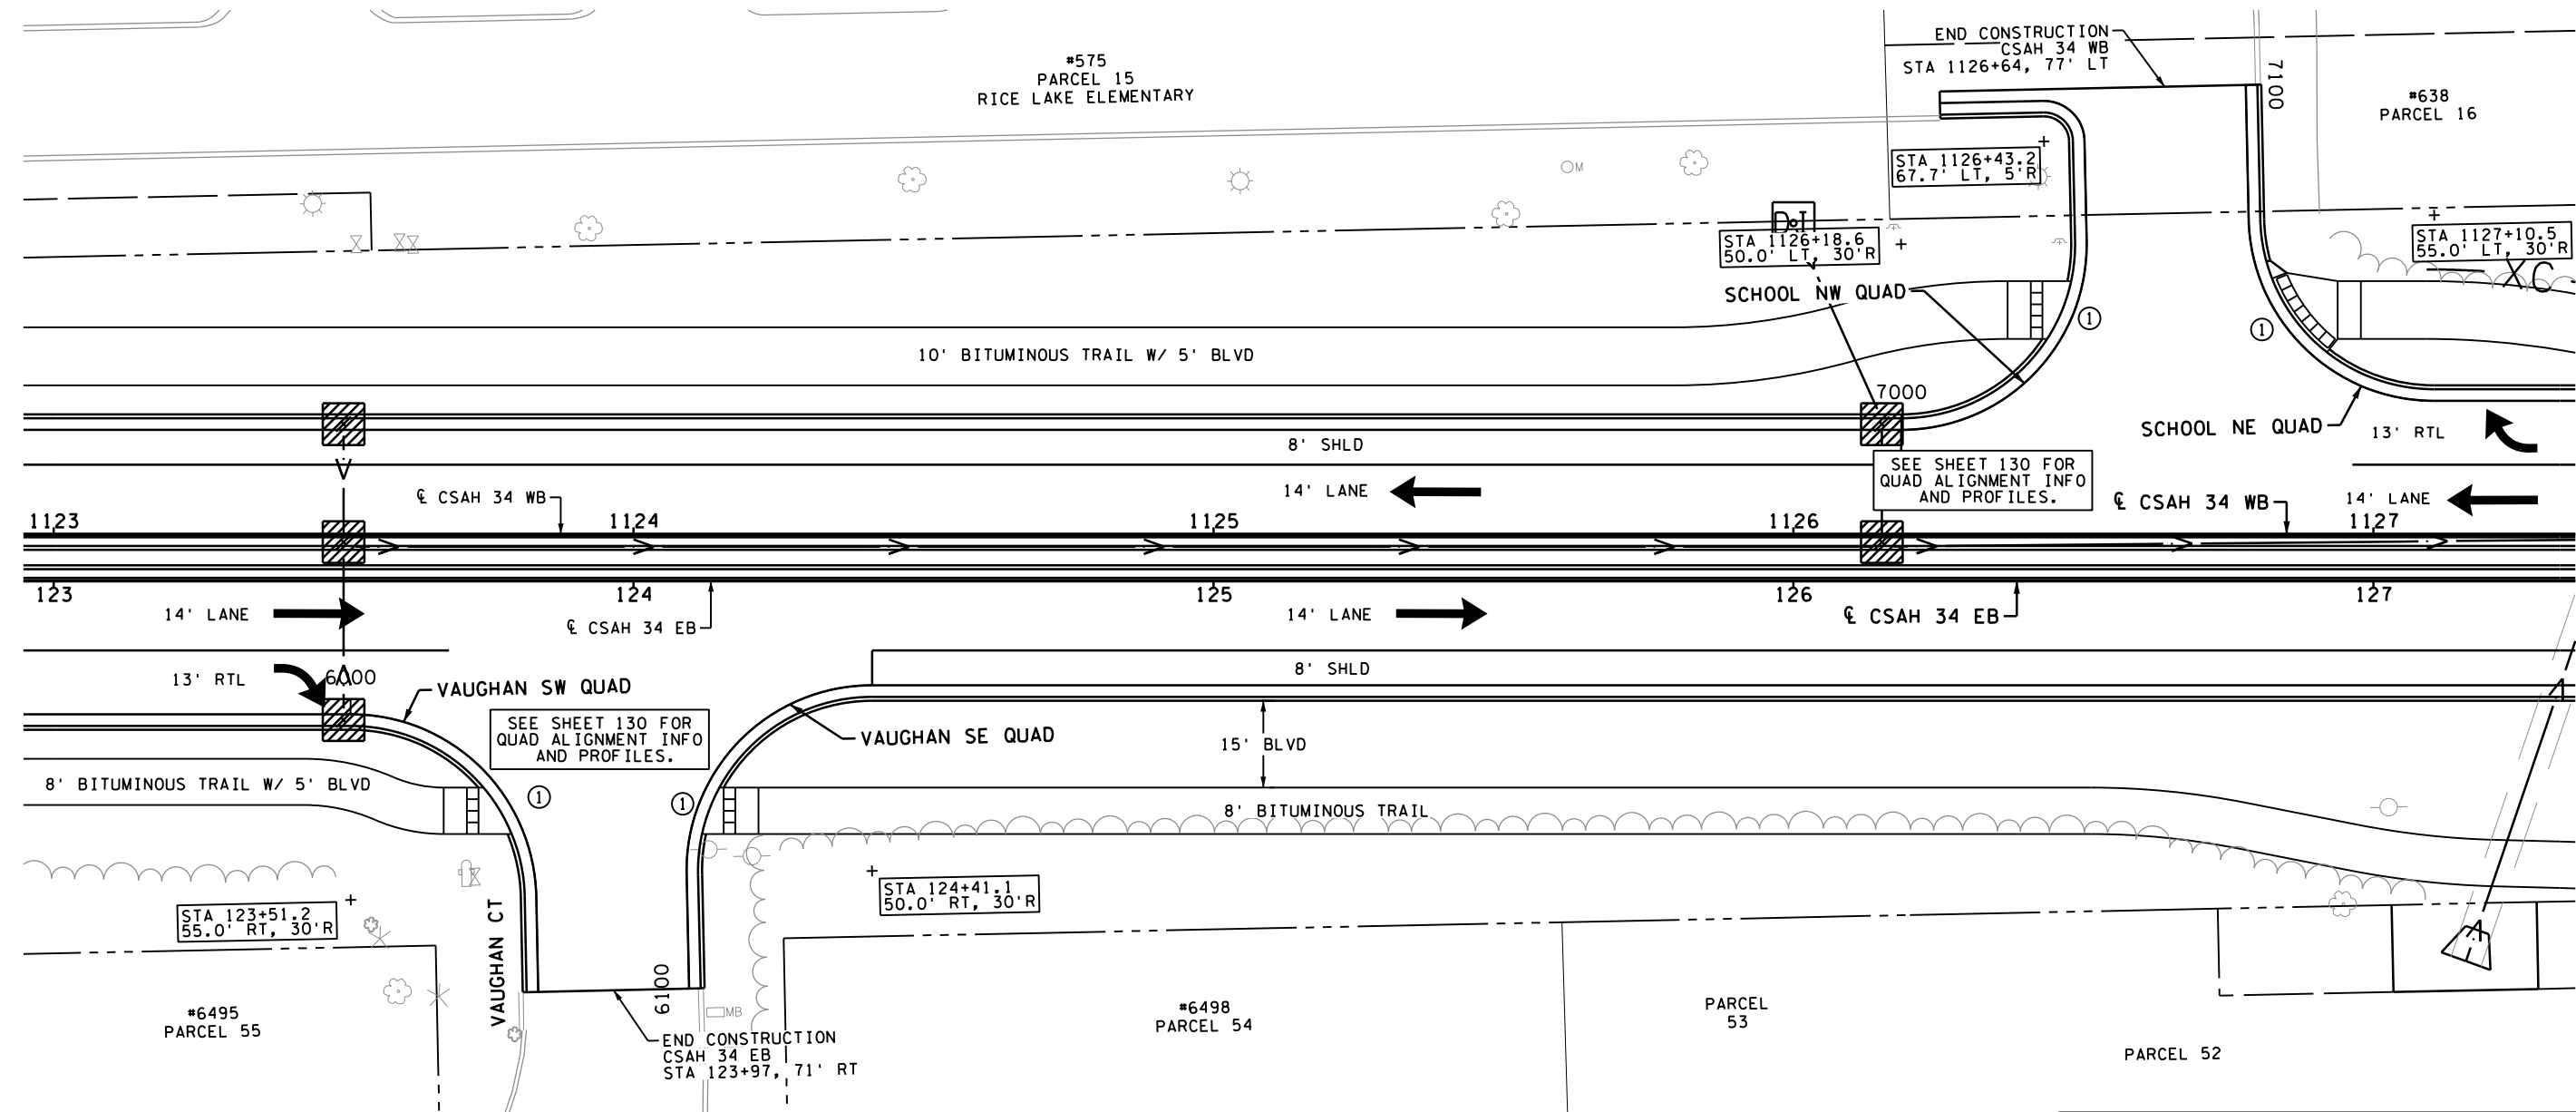 #575
PARCEL 15
RICE LAKE ELEMENTARY
END CONSTRUCTION
CSAH 34 WB
STA 1126+64, 77' LT
7100
#638
PARCEL 16
M
STA 1126+43.2
67.7' LT, 5'R
STA 1126+18.6
50.0' LT, 30'R
STA 1127+10.5
55.0' LT, 30'R
XC
SCHOOL NW QUAD
1
1
10' BITUMINOUS TRAIL W/ 5' BLVD
7000
SCHOOL NE QUAD
13' RTL
8' SHLD
SEE SHEET 130 FOR
QUAD ALIGNMENT INFO
AND PROFILES.
℄ CSAH 34 WB
14' LANE
℄ CSAH 34 WB
14' LANE
1123
1124
1125
1126
1127
123
124
125
126
127
14' LANE
℄ CSAH 34 EB
14' LANE
℄ CSAH 34 EB
13' RTL
6000
VAUGHAN SW QUAD
8' SHLD
SEE SHEET 130 FOR
QUAD ALIGNMENT INFO
AND PROFILES.
VAUGHAN SE QUAD
15' BLVD
8' BITUMINOUS TRAIL W/ 5' BLVD
1
1
8' BITUMINOUS TRAIL
STA 123+51.2
55.0' RT, 30'R
STA 124+41.1
50.0' RT, 30'R
VAUGHAN CT
6100
MB
#6495
PARCEL 55
END CONSTRUCTION
CSAH 34 EB
STA 123+97, 71' RT
#6498
PARCEL 54
PARCEL
53
PARCEL 52